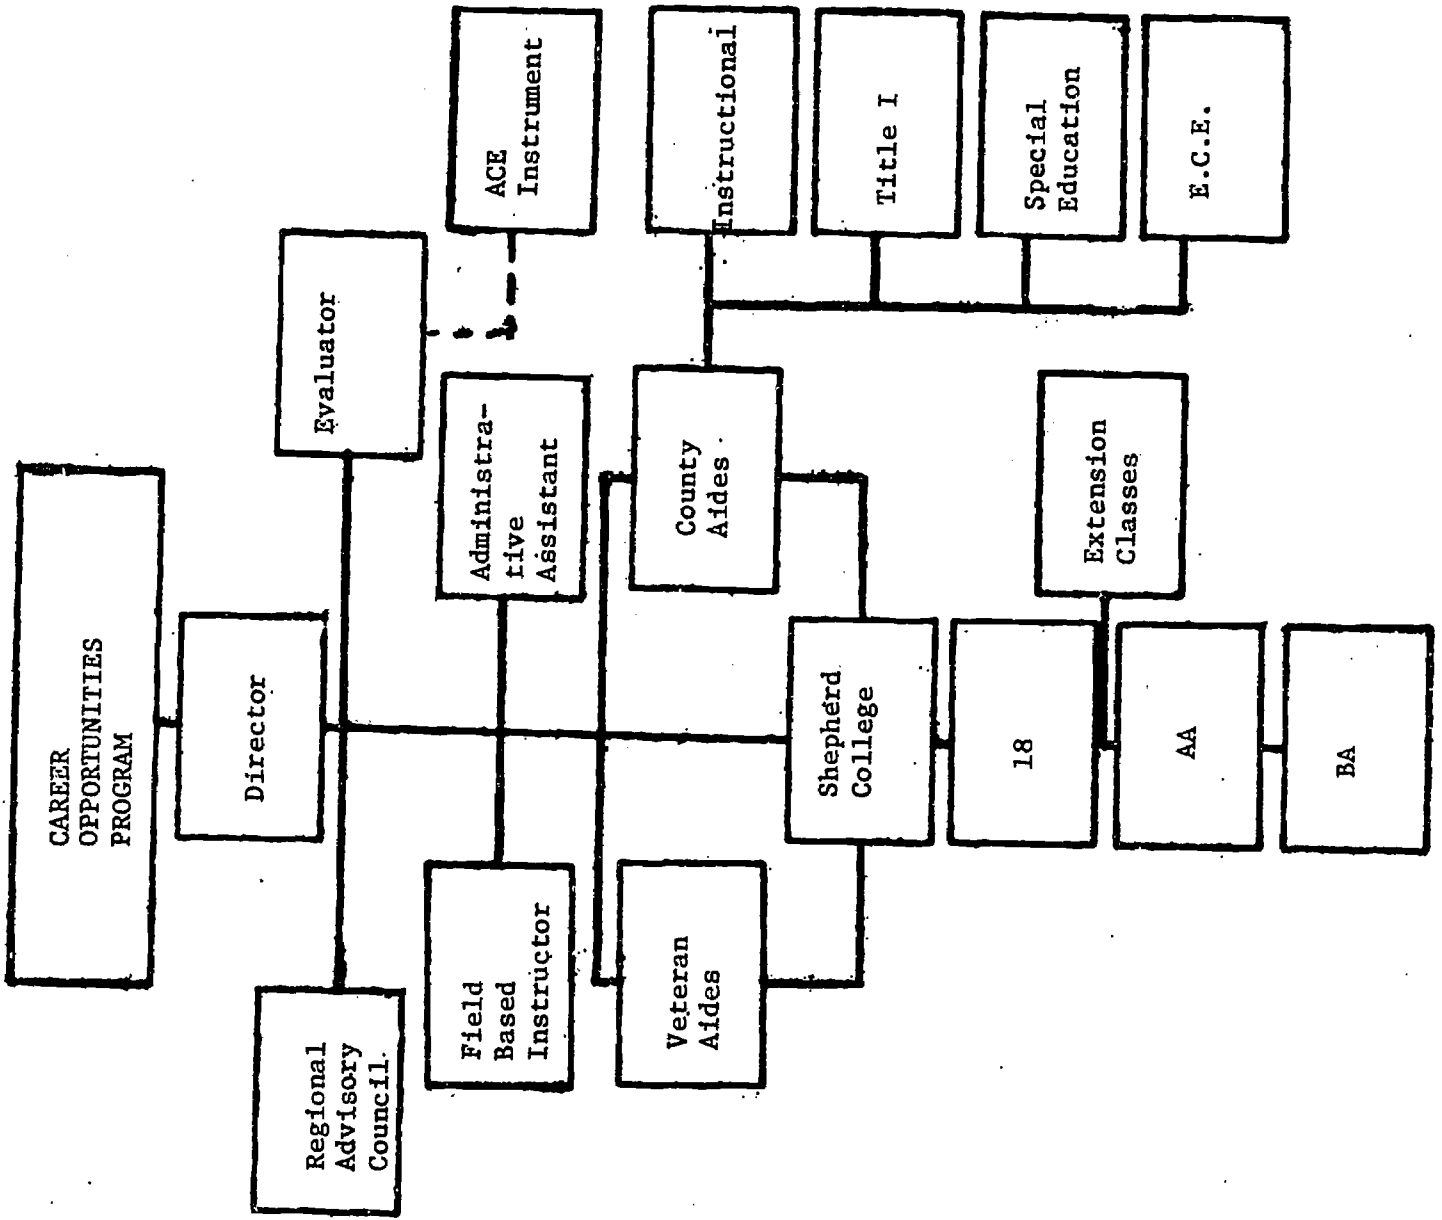 CAREER
OPPORTUNITIES
PROGRAM
Director
Regional
Advisory
Council
Evaluator
ACE
Instrument
Field
Based
Instructor
Administra-
tive
Assistant
Veteran
Aides
County
Aides
Instructional
Title I
Special
Education
E.C.E.
Shepherd
College
18
Extension
Classes
AA
BA